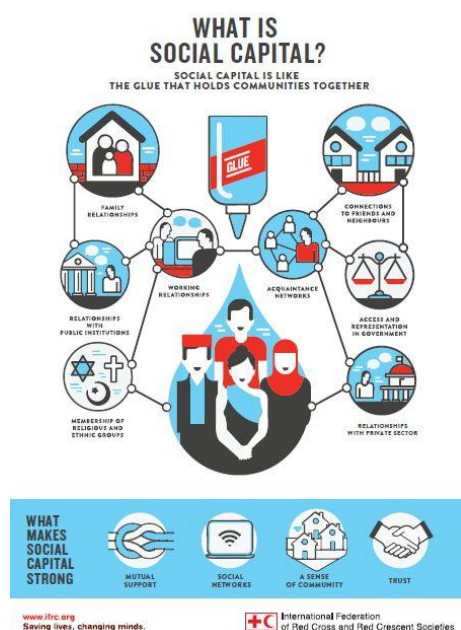 WHAT IS
SOCIAL CAPITAL?
SOCIAL CAPITAL IS LIKE
THE GLUE THAT HOLDS COMMUNITIES TOGETHER
GLUE
FAMILY
RELATIONSHIPS
CONNECTIONS
TO FRIENDS AND
NEIGHBOURS
WORKING
RELATIONSHIPS
ACQUAINTANCE
NETWORKS
RELATIONSHIPS
WITH
PUBLIC INSTITUTIONS
ACCESS AND
REPRESENTATION
IN GOVERNMENT
MEMBERSHIP OF
RELIGIOUS AND
ETHNIC GROUPS
RELATIONSHIPS
WITH PRIVATE SECTOR
WHAT
MAKES
SOCIAL
CAPITAL
STRONG
MUTUAL
SUPPORT
SOCIAL
NETWORKS
A SENSE
OF COMMUNITY
TRUST
www.ifrc.org
Saving lives, changing minds.
International Federation
of Red Cross and Red Crescent Societies